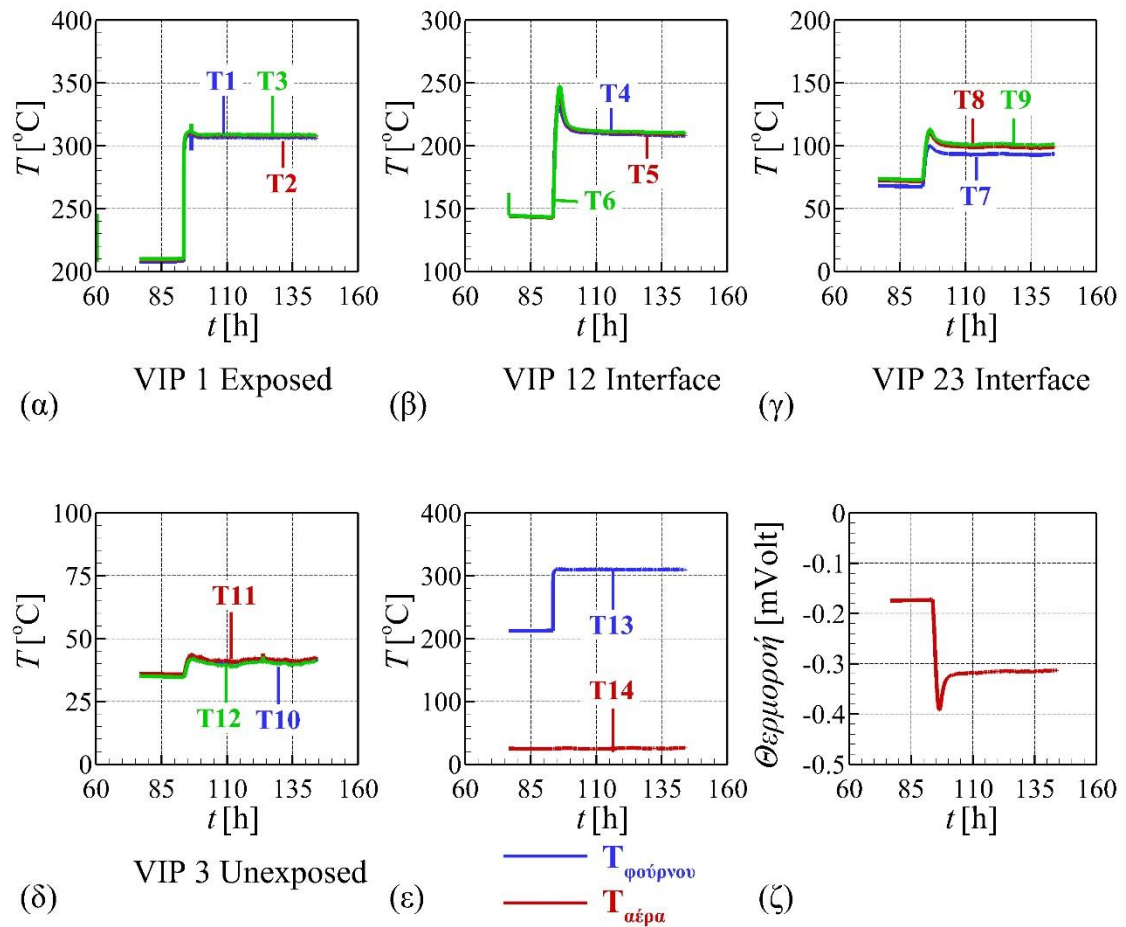 400
350
300
250
200
T [°C]
T1
T3
T2
60
85
110
135
160
t [h]
VIP 1 Exposed
(α)
300
250
200
150
100
T [°C]
T4
T5
T6
60
85
110
135
160
t [h]
VIP 12 Interface
(β)
200
150
100
50
0
T [°C]
T8
T9
T7
60
85
110
135
160
t [h]
VIP 23 Interface
(γ)
100
75
50
25
0
T [°C]
T11
T12
T10
60
85
110
135
160
t [h]
VIP 3 Unexposed
(δ)
400
300
200
100
0
T [°C]
T13
T14
60
85
110
135
160
t [h]
Tφούρνου
Tαέρα
(ε)
0
-0.1
-0.2
-0.3
-0.4
-0.5
Θερμοροή [mVolt]
60
85
110
135
160
t [h]
(ζ)